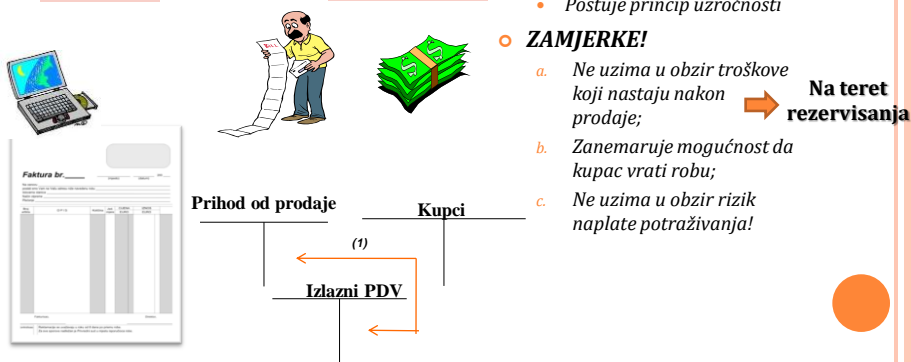 Poštuje princip uzročnosti
ZAMJERKE!
a. Ne uzima u obzir troškove
koji nastaju nakon
prodaje;
b. Zanemaruje mogućnost da
kupac vrati robu;
c. Ne uzima u obzir rizik
naplate potraživanja!
Na teret
rezervisanja
BILL
Faktura br.
Prihod od prodaje
Kupci
(1)
Izlazni PDV